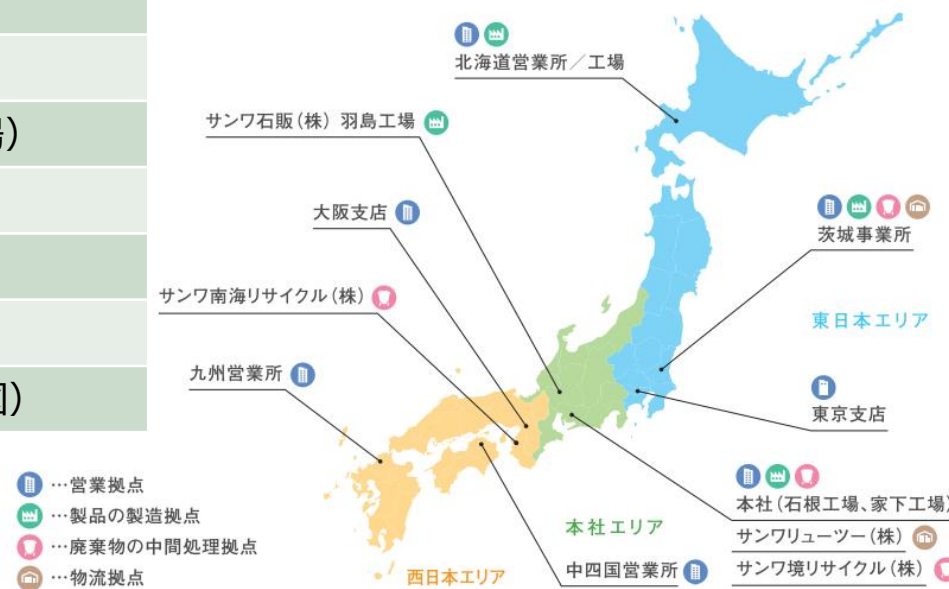 場)
図)
北海道営業所/工場
サンワ石販(株) 羽島工場
大阪支店
サンワ南海リサイクル(株)
九州営業所
茨城事業所
東日本エリア
東京支店
本社(石根工場、家下工場)
サンワリューツー(株)
サンワ境リサイクル(株)
本社エリア
中四国営業所
西日本エリア
…営業拠点
…製品の製造拠点
…廃棄物の中間処理拠点
…物流拠点